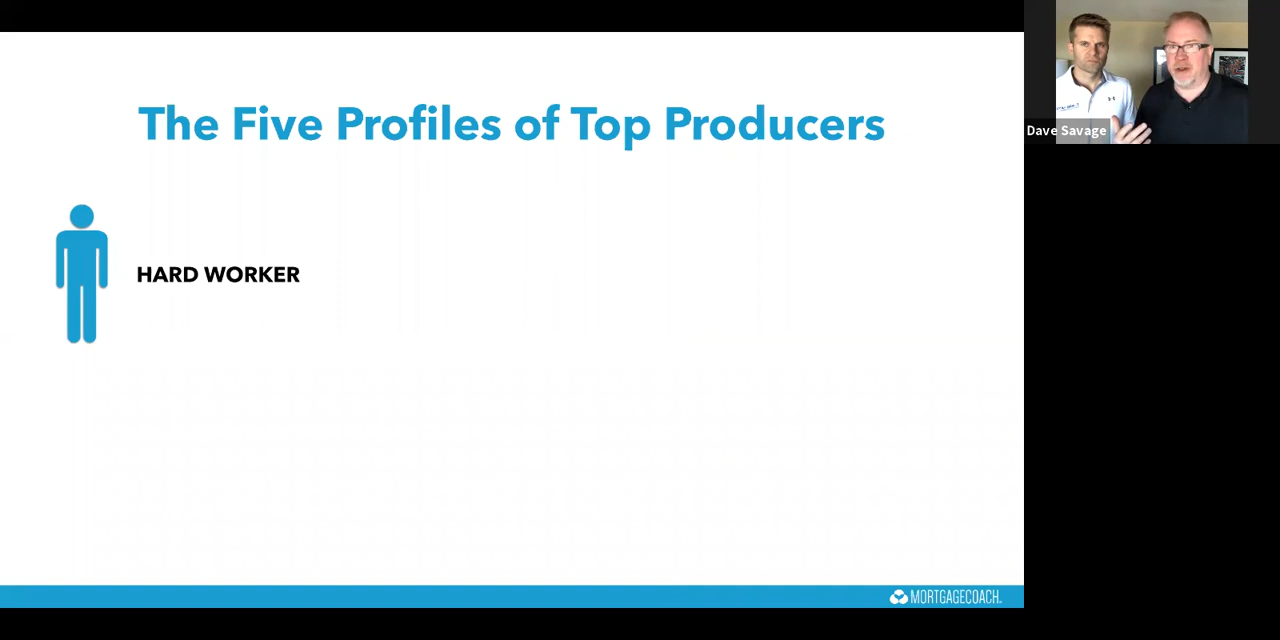 The Five Profiles of Top Producers
Dave Savage
HARD WORKER
MORTGAGECOACH